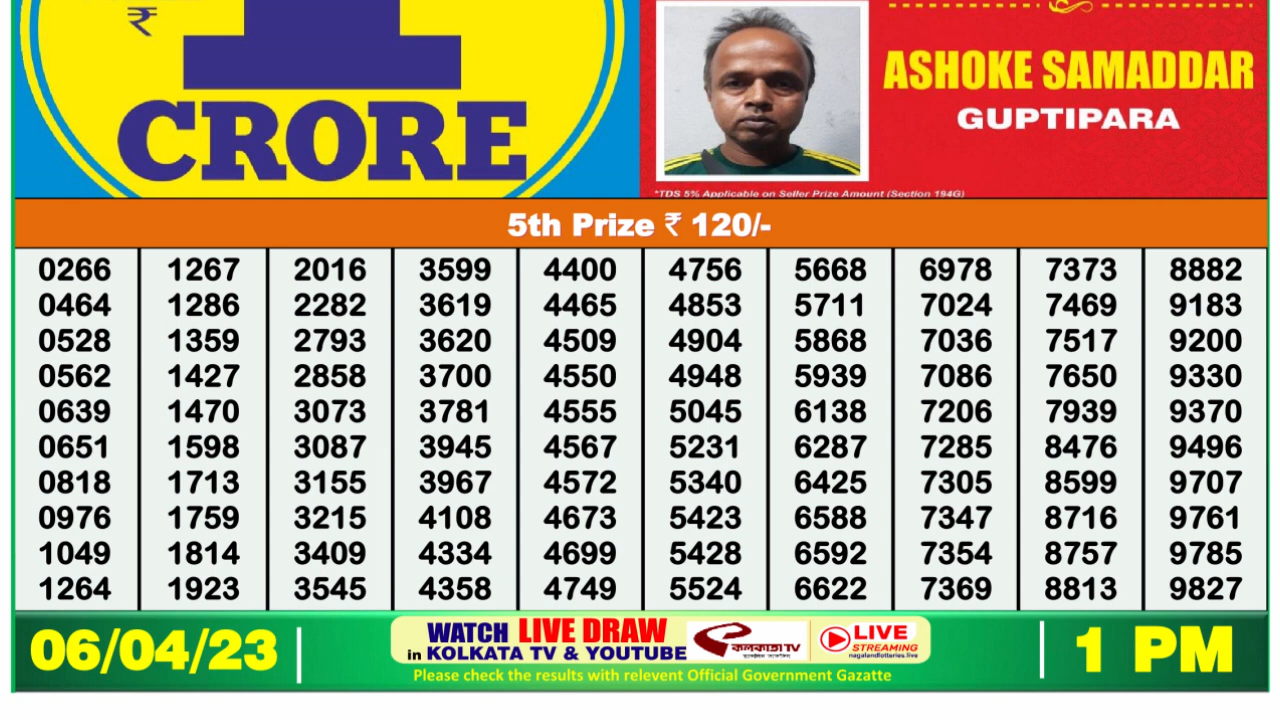 ₹ 1
CRORE
ASHOKE SAMADDAR
GUPTIPARA
*TDS 5% Applicable on Seller Prize Amount (Section 194G)
5th Prize ₹ 120/-
0266 1267 2016 3599 4400 4756 5668 6978 7373 8882
0464 1286 2282 3619 4465 4853 5711 7024 7469 9183
0528 1359 2793 3620 4509 4904 5868 7036 7517 9200
0562 1427 2858 3700 4550 4948 5939 7086 7650 9330
0639 1470 3073 3781 4555 5045 6138 7206 7939 9370
0651 1598 3087 3945 4567 5231 6287 7285 8476 9496
0818 1713 3155 3967 4572 5340 6425 7305 8599 9707
0976 1759 3215 4108 4673 5423 6588 7347 8716 9761
1049 1814 3409 4334 4699 5428 6592 7354 8757 9785
1264 1923 3545 4358 4749 5524 6622 7369 8813 9827
06/04/23
WATCH LIVE DRAW
in KOLKATA TV & YOUTUBE
কলকাতা TV
LIVE
STREAMING
nagalandlotteries.live
Please check the results with relevent Official Government Gazatte
1 PM